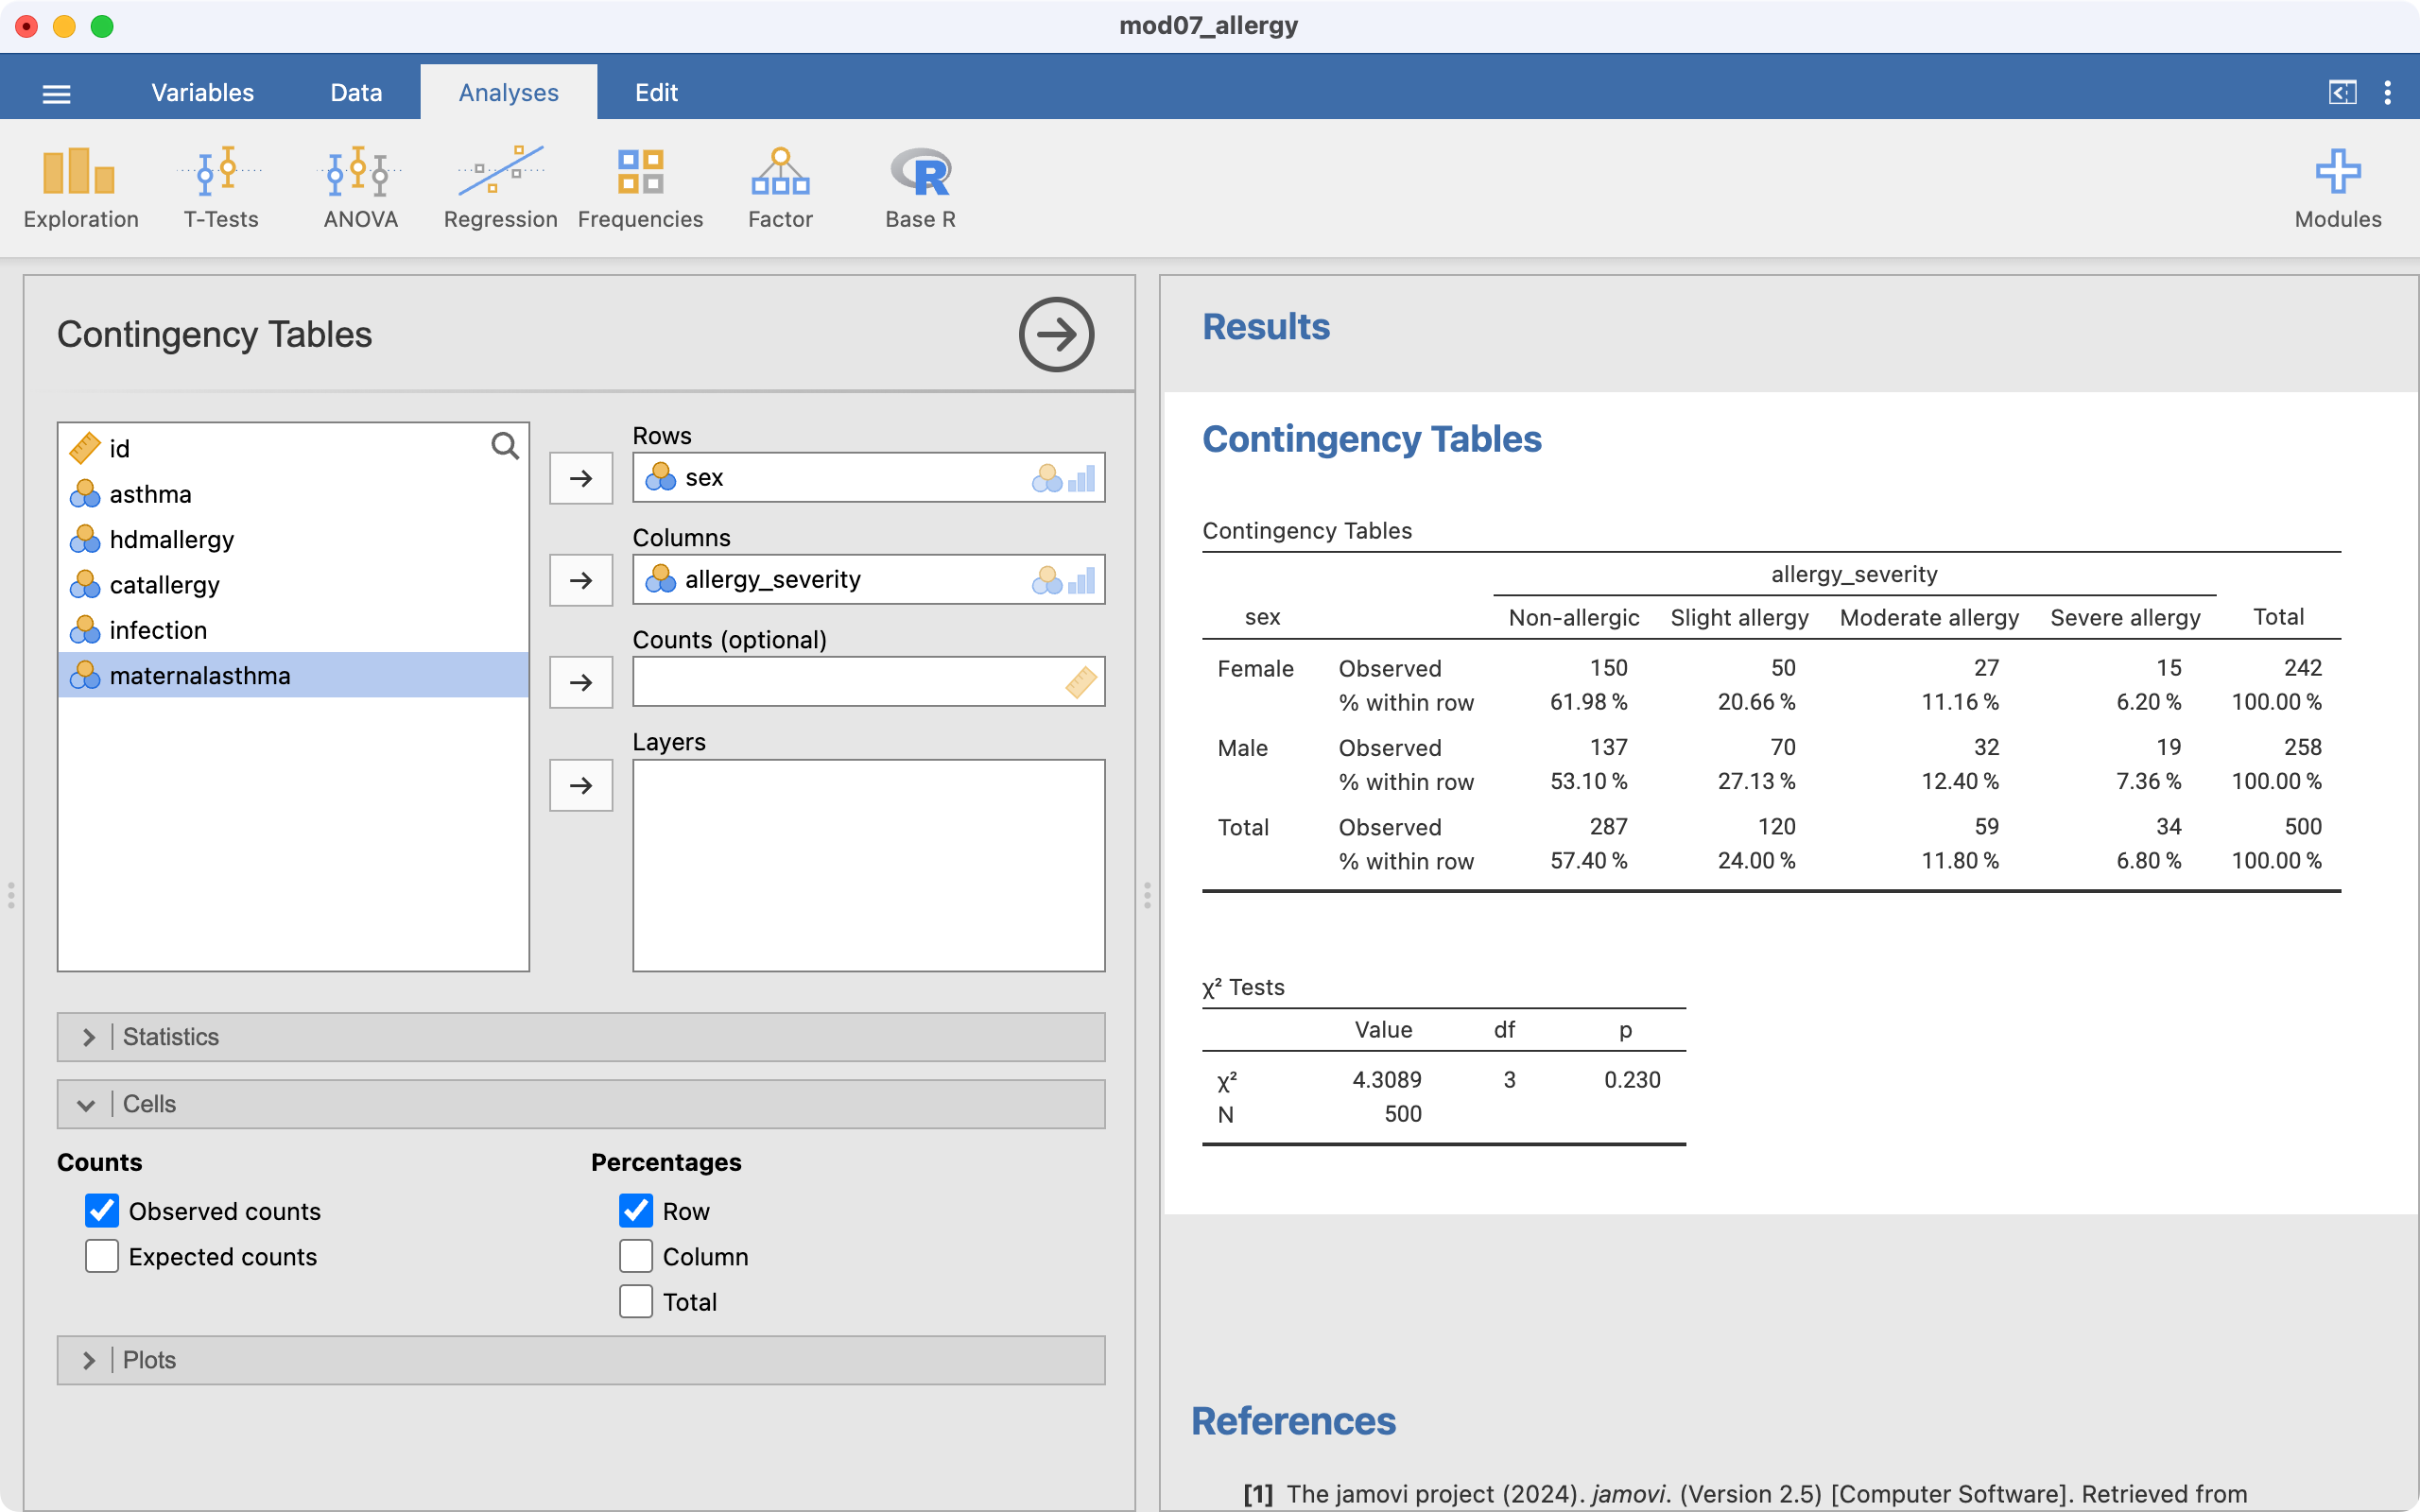 mod07_allergy
Variables Data Analyses Edit
Exploration T-Tests ANOVA Regression Frequencies Factor Base R Modules
Contingency Tables
id
asthma
hdmallergy
catallergy
infection
maternalasthma
Rows
sex
Columns
allergy_severity
Counts (optional)
Layers
Statistics
Cells
Counts Percentages
Observed counts Row
Expected counts Column
Total
Plots
Results
Contingency Tables
Contingency Tables
allergy_severity
sex Non-allergic Slight allergy Moderate allergy Severe allergy Total
Female Observed 150 50 27 15 242
% within row 61.98 % 20.66 % 11.16 % 6.20 % 100.00 %
Male Observed 137 70 32 19 258
% within row 53.10 % 27.13 % 12.40 % 7.36 % 100.00 %
Total Observed 287 120 59 34 500
% within row 57.40 % 24.00 % 11.80 % 6.80 % 100.00 %
χ² Tests
Value df p
χ² 4.3089 3 0.230
N 500
References
[1] The jamovi project (2024). jamovi. (Version 2.5) [Computer Software]. Retrieved from